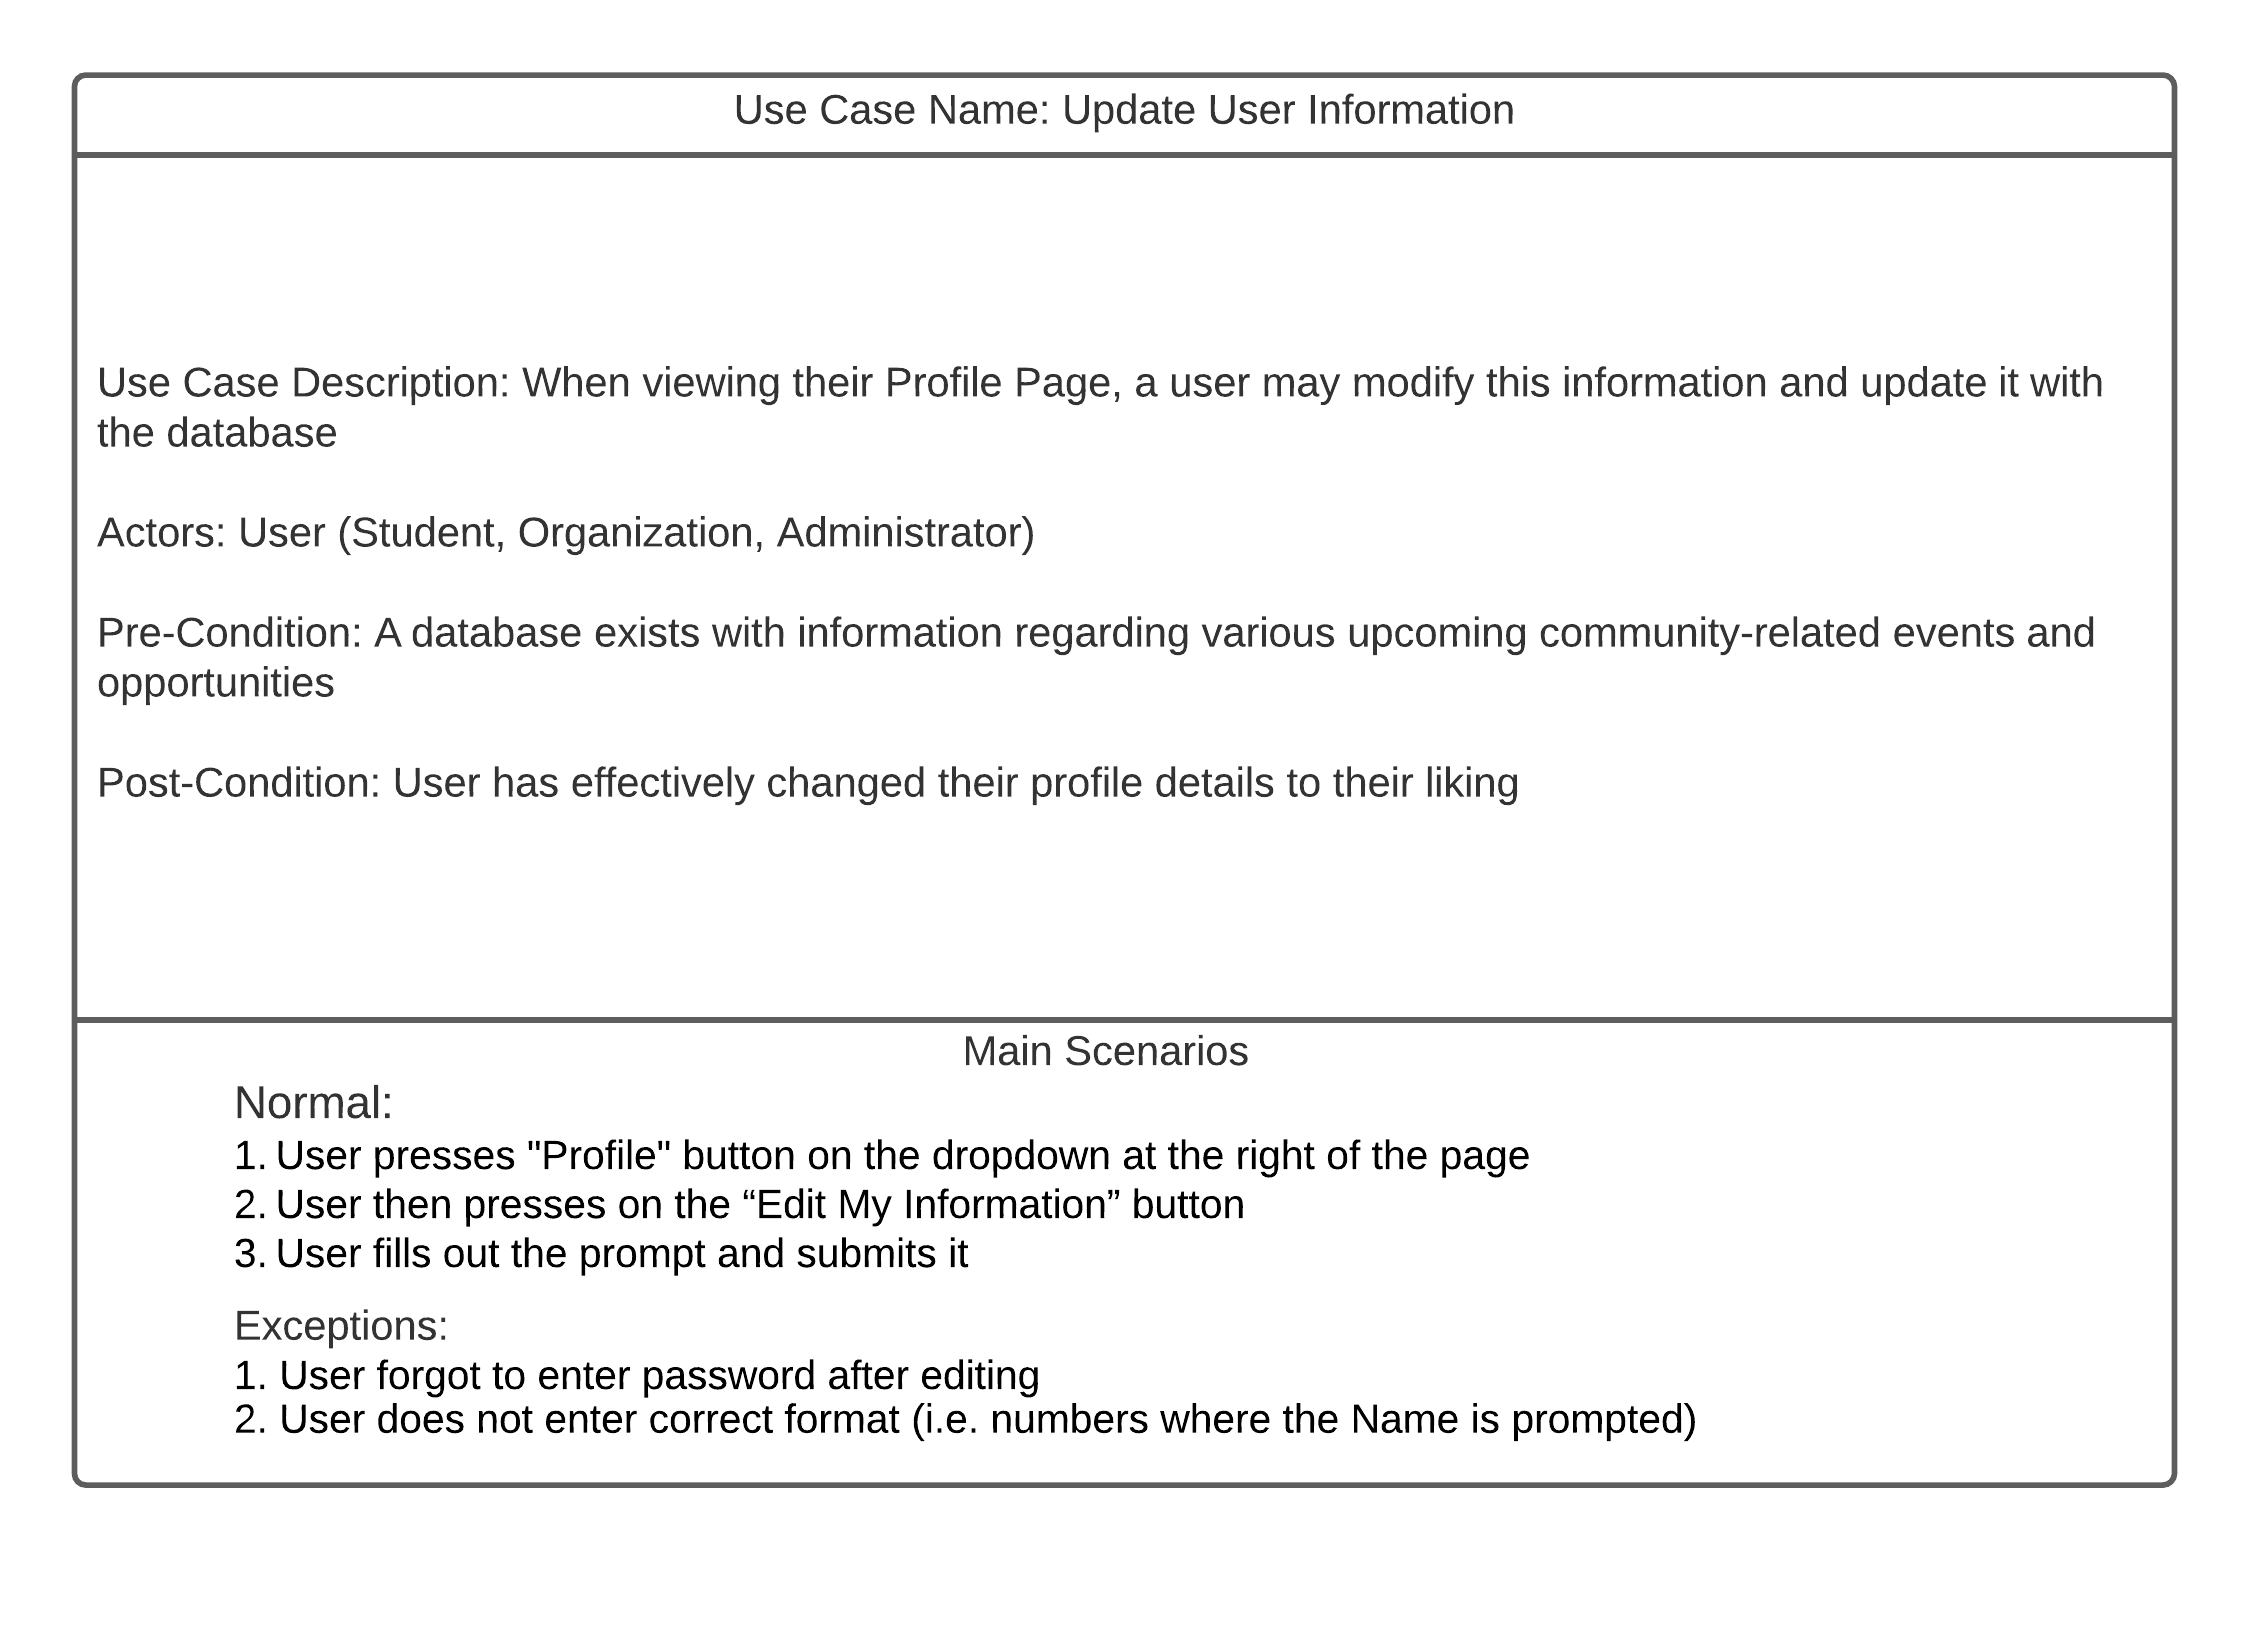 Use Case Name: Update User Information
Use Case Description: When viewing their Profile Page, a user may modify this information and update it with
the database
Actors: User (Student, Organization, Administrator)
Pre-Condition: A database exists with information regarding various upcoming community-related events and
opportunities
Post-Condition: User has effectively changed their profile details to their liking
Main Scenarios
Normal:
1. User presses "Profile" button on the dropdown at the right of the page
2. User then presses on the “Edit My Information” button
3. User fills out the prompt and submits it
Exceptions:
1. User forgot to enter password after editing
2. User does not enter correct format (i.e. numbers where the Name is prompted)